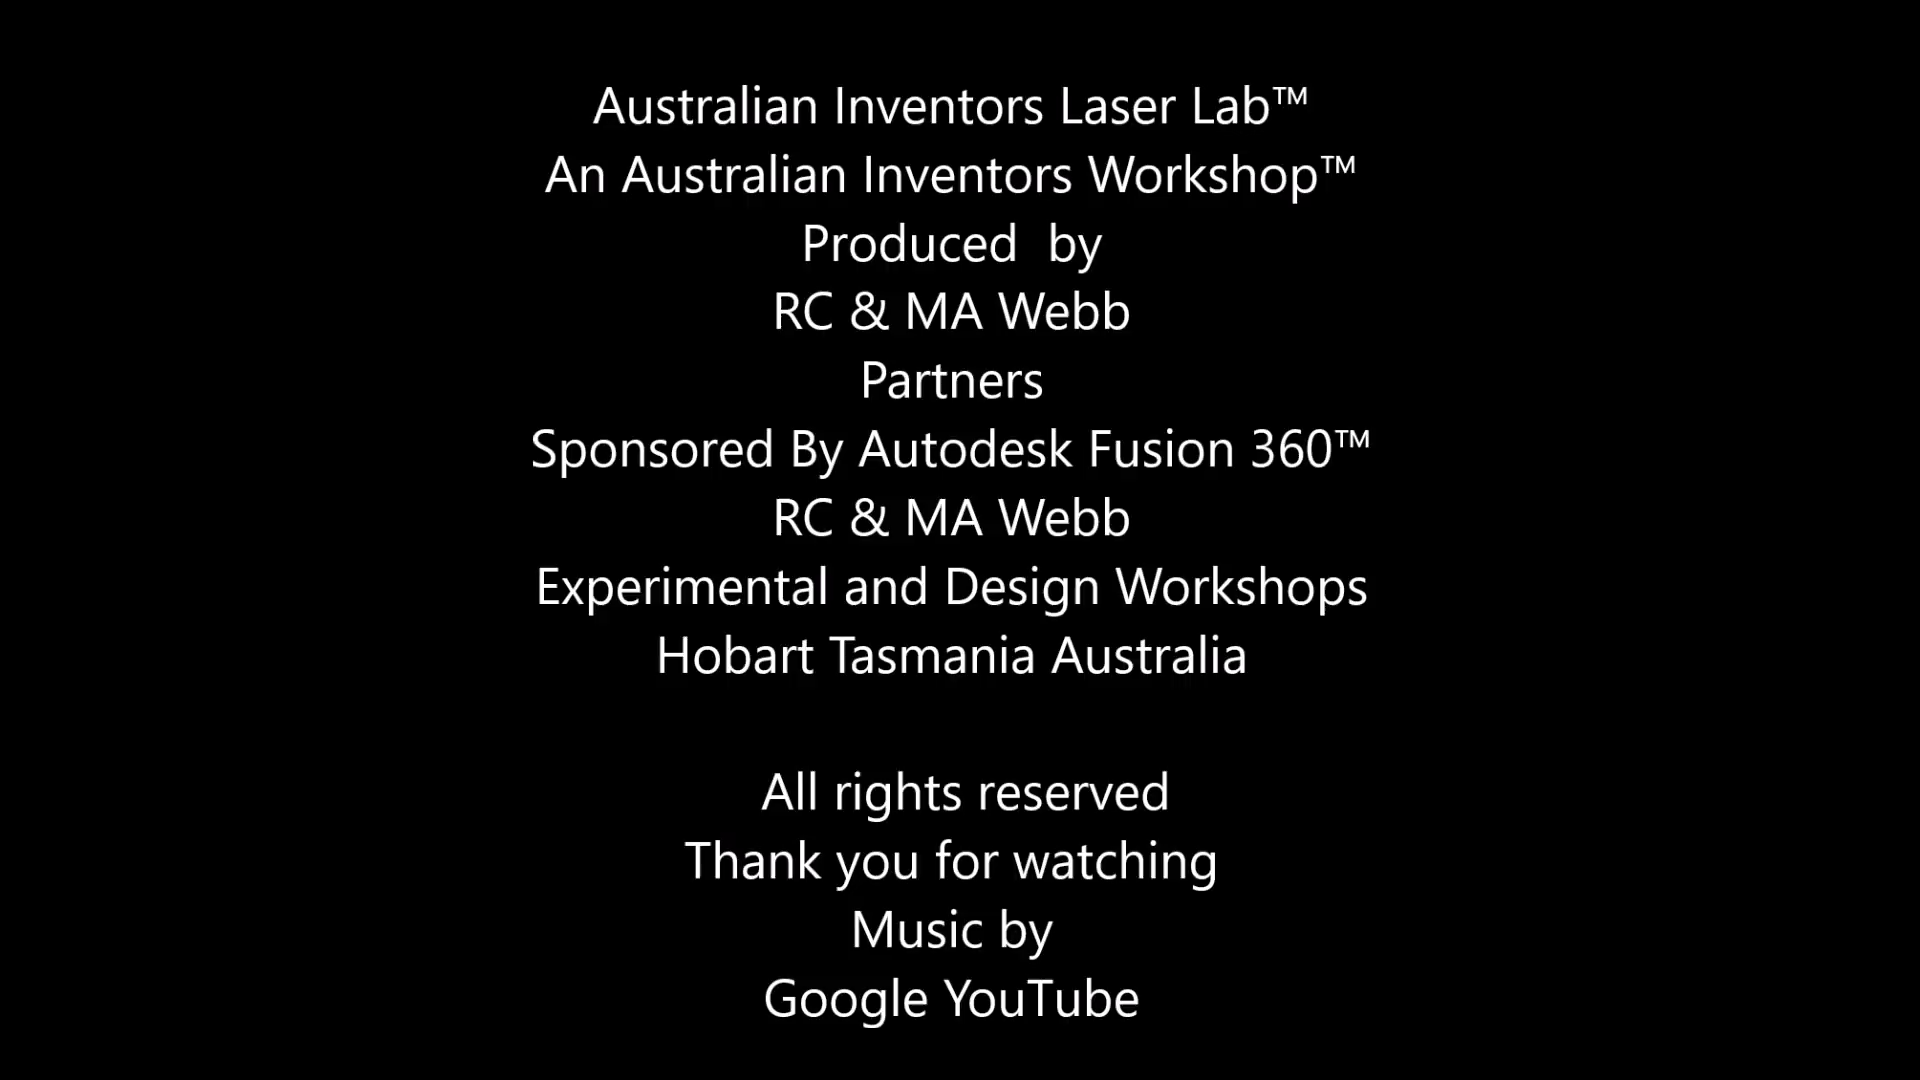 Australian Inventors Laser Lab™
An Australian Inventors Workshop™
Produced  by
RC & MA Webb
Partners
Sponsored By Autodesk Fusion 360™
RC & MA Webb
Experimental and Design Workshops
Hobart Tasmania Australia
All rights reserved
Thank you for watching
Music by
Google YouTube